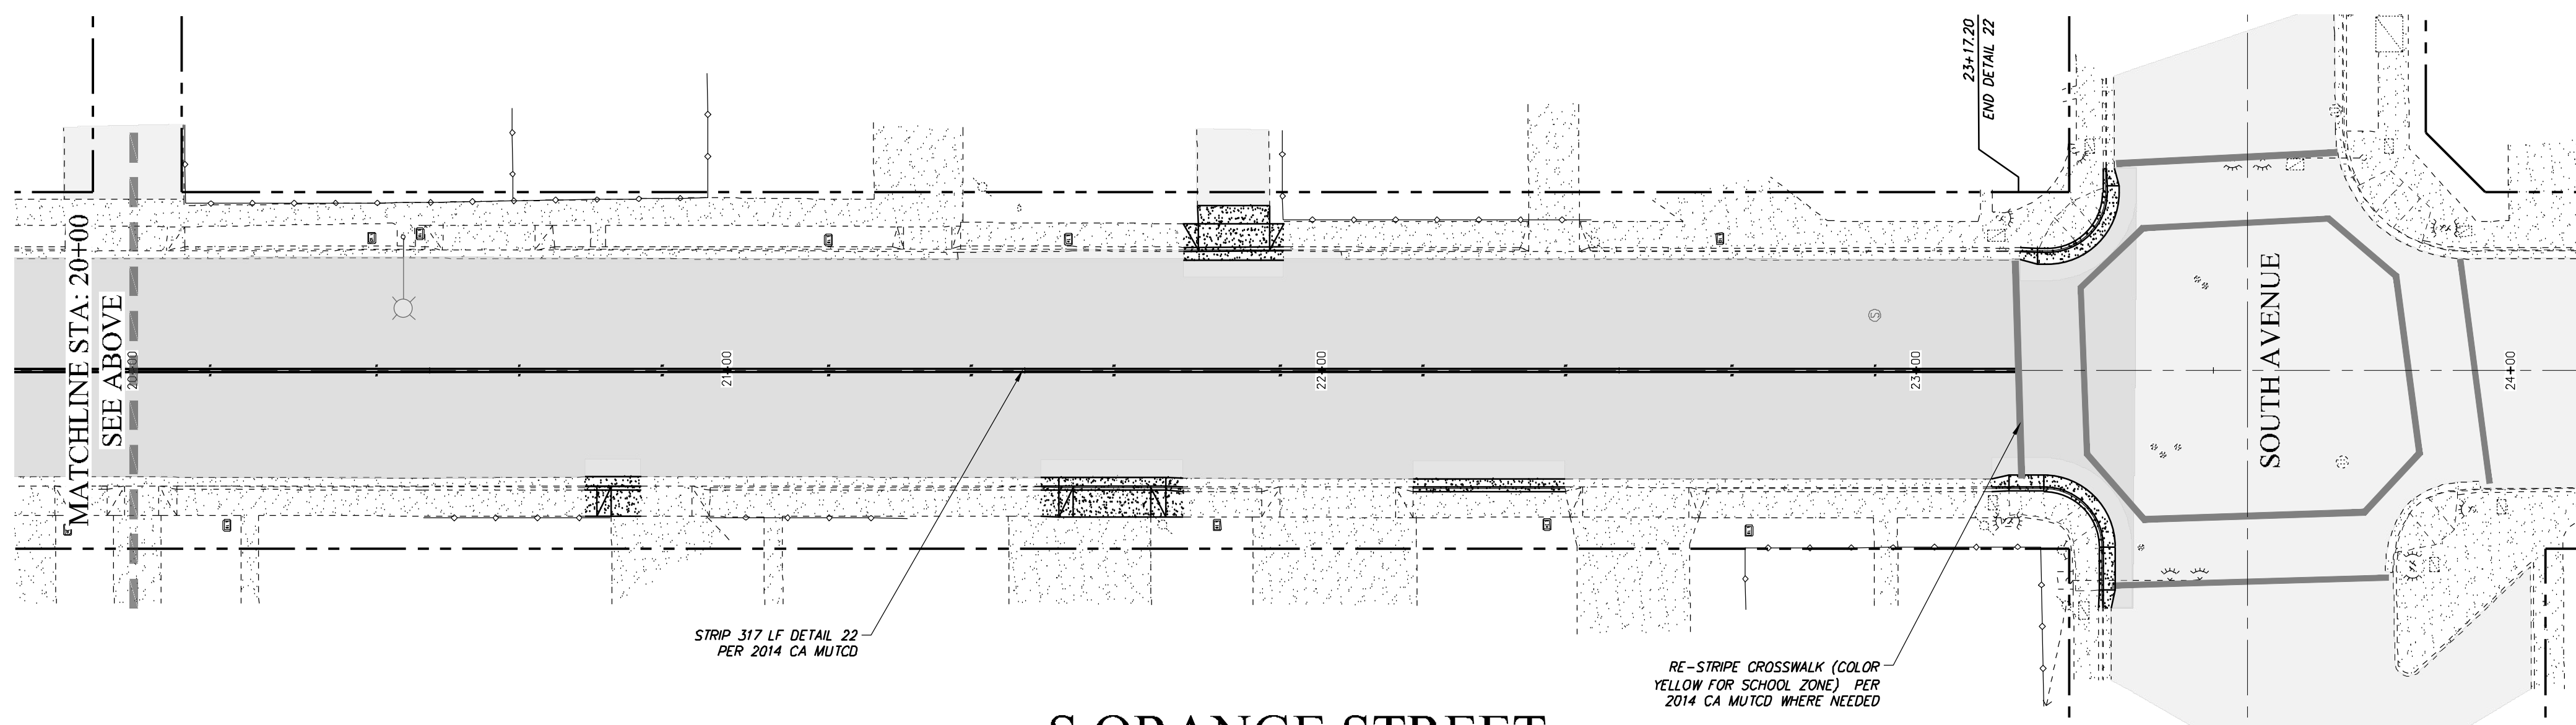 23+17.20
END DETAIL 22
MATCHLINE STA: 20+00
SEE ABOVE
20+00
21+00
22+00
23+00
24+00
SOUTH AVENUE
STRIP 317 LF DETAIL 22
PER 2014 CA MUTCD
RE-STRIPE CROSSWALK (COLOR
YELLOW FOR SCHOOL ZONE) PER
2014 CA MUTCD WHERE NEEDED
S ORANGE STREET